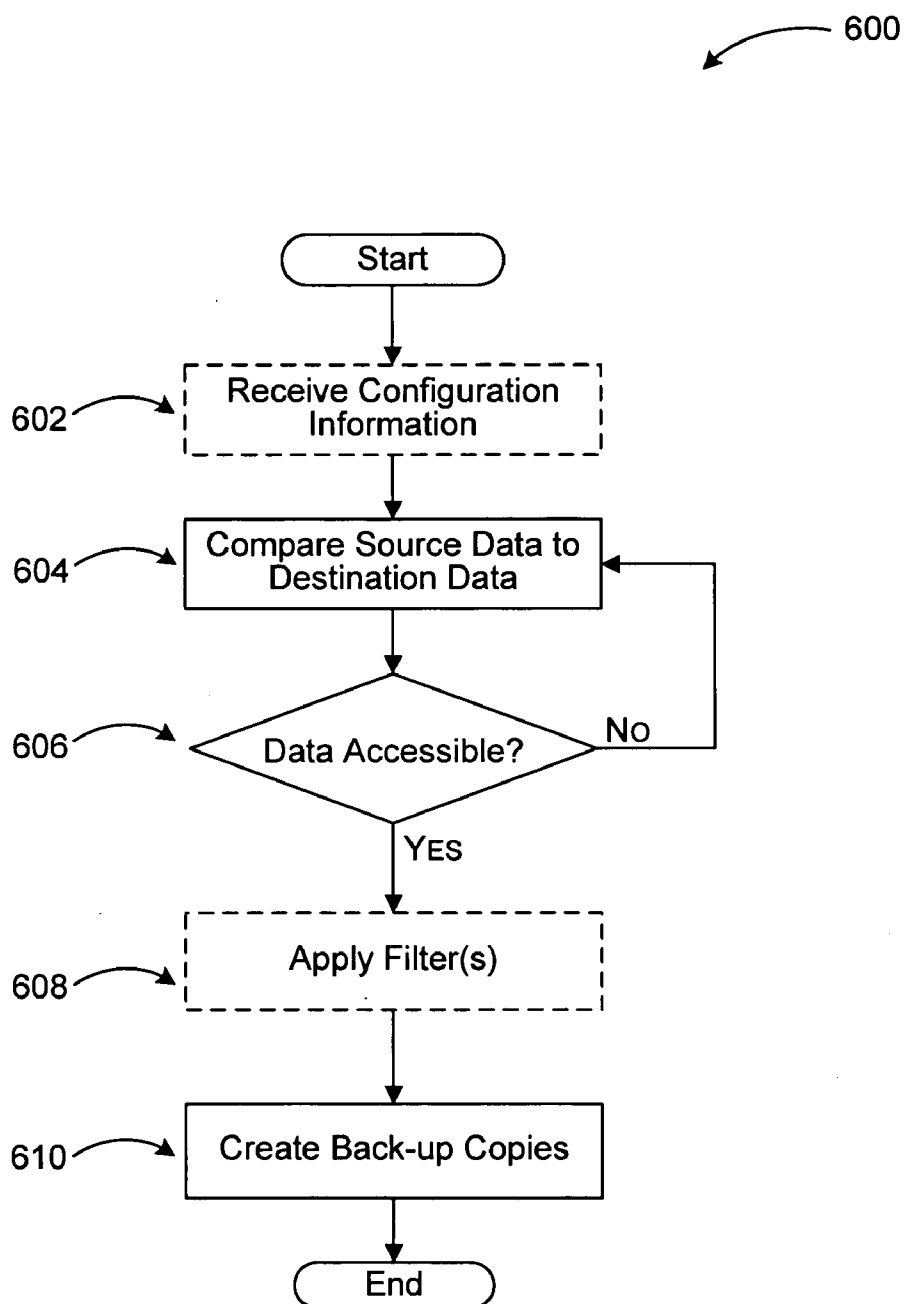 600
Start
602
Receive Configuration
Information
604
Compare Source Data to
Destination Data
606
Data Accessible?
No
YES
608
Apply Filter(s)
610
Create Back-up Copies
End